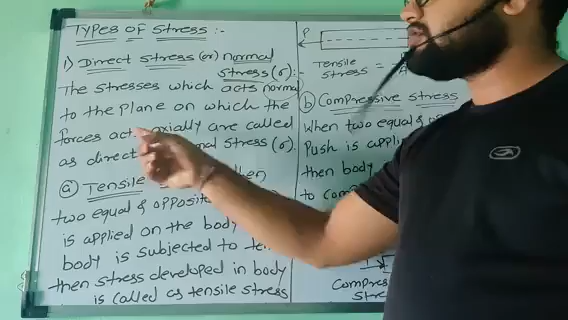 Types of Stress :-
1) Direct stress (or) normal
stress (σ) :-
The stresses which acts normal
to the plane on which the
forces act axially are called
as direct normal stress (σ).
ⓐ Tensile
two equal & opposite
is applied on the body
body is subjected to
then stress developed in body
is called as tensile stress
P
Tensile
stress =
ⓑ Compressive stress
When two equal &
Push is
then body
to